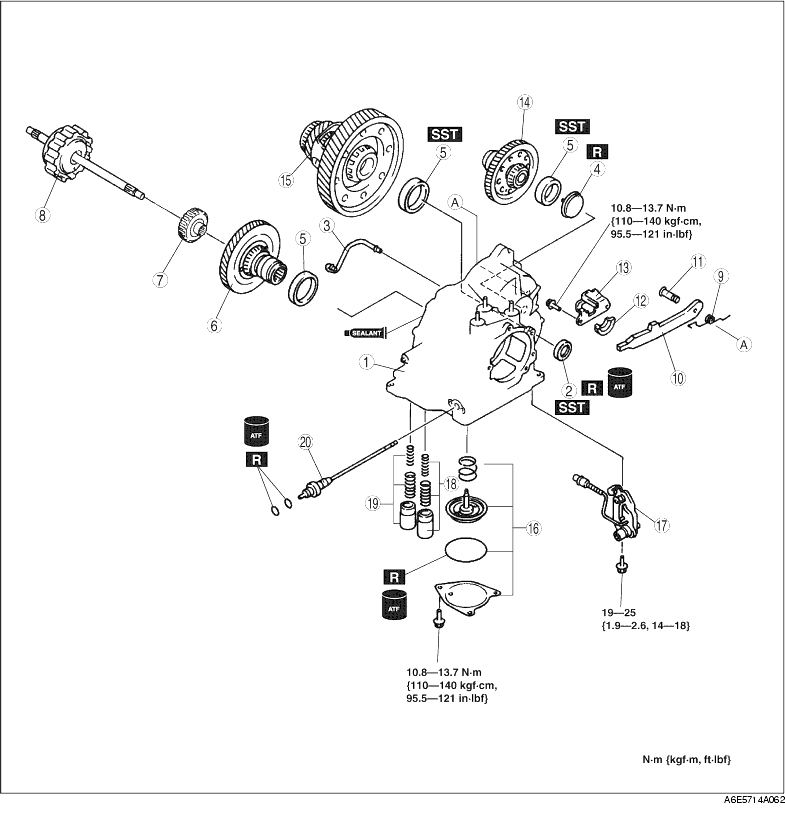 14
SST
SST
5
5
R
4
15
8
A
3
10.8—13.7 N·m
{110—140 kgf·cm,
95.5—121 in·lbf}
7
5
6
13
11
9
12
SEALANT
A
1
2
10
R
ATF
SST
ATF
R
20
19
18
16
17
R
ATF
19—25
{1.9—2.6, 14—18}
10.8—13.7 N·m
{110—140 kgf·cm,
95.5—121 in·lbf}
N·m {kgf·m, ft·lbf}
A6E5714A062